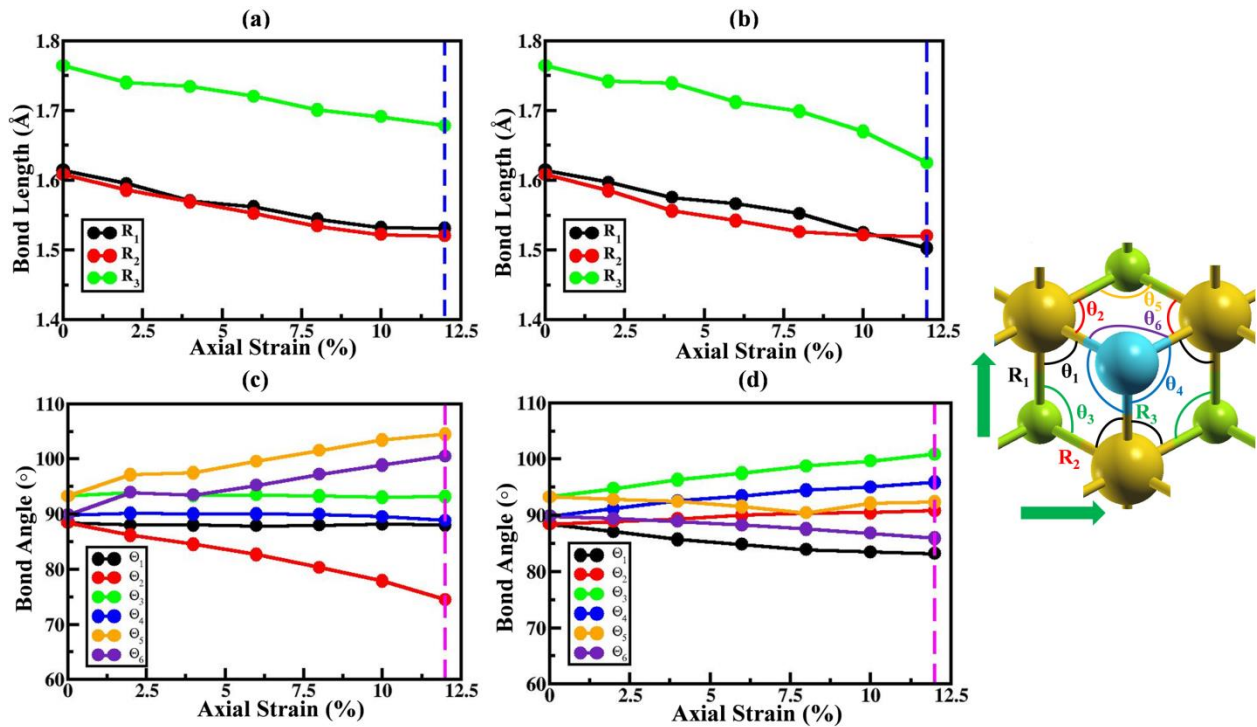 (a)
1.8
1.7
1.6
1.5
1.4
Bond Length (Å)
R1
R2
R3
0 2.5 5 7.5 10 12.5
Axial Strain (%)
(b)
1.8
1.7
1.6
1.5
1.4
Bond Length (Å)
R1
R2
R3
0 2.5 5 7.5 10 12.5
Axial Strain (%)
(c)
110
100
90
80
70
60
Bond Angle (○)
Θ1
Θ2
Θ3
Θ4
Θ5
Θ6
0 2.5 5 7.5 10 12.5
Axial Strain (%)
(d)
110
100
90
80
70
60
Bond Angle (○)
Θ1
Θ2
Θ3
Θ4
Θ5
Θ6
0 2.5 5 7.5 10 12.5
Axial Strain (%)
θ2 θ5
θ6
R1 θ1 θ4
θ3 R3
R2